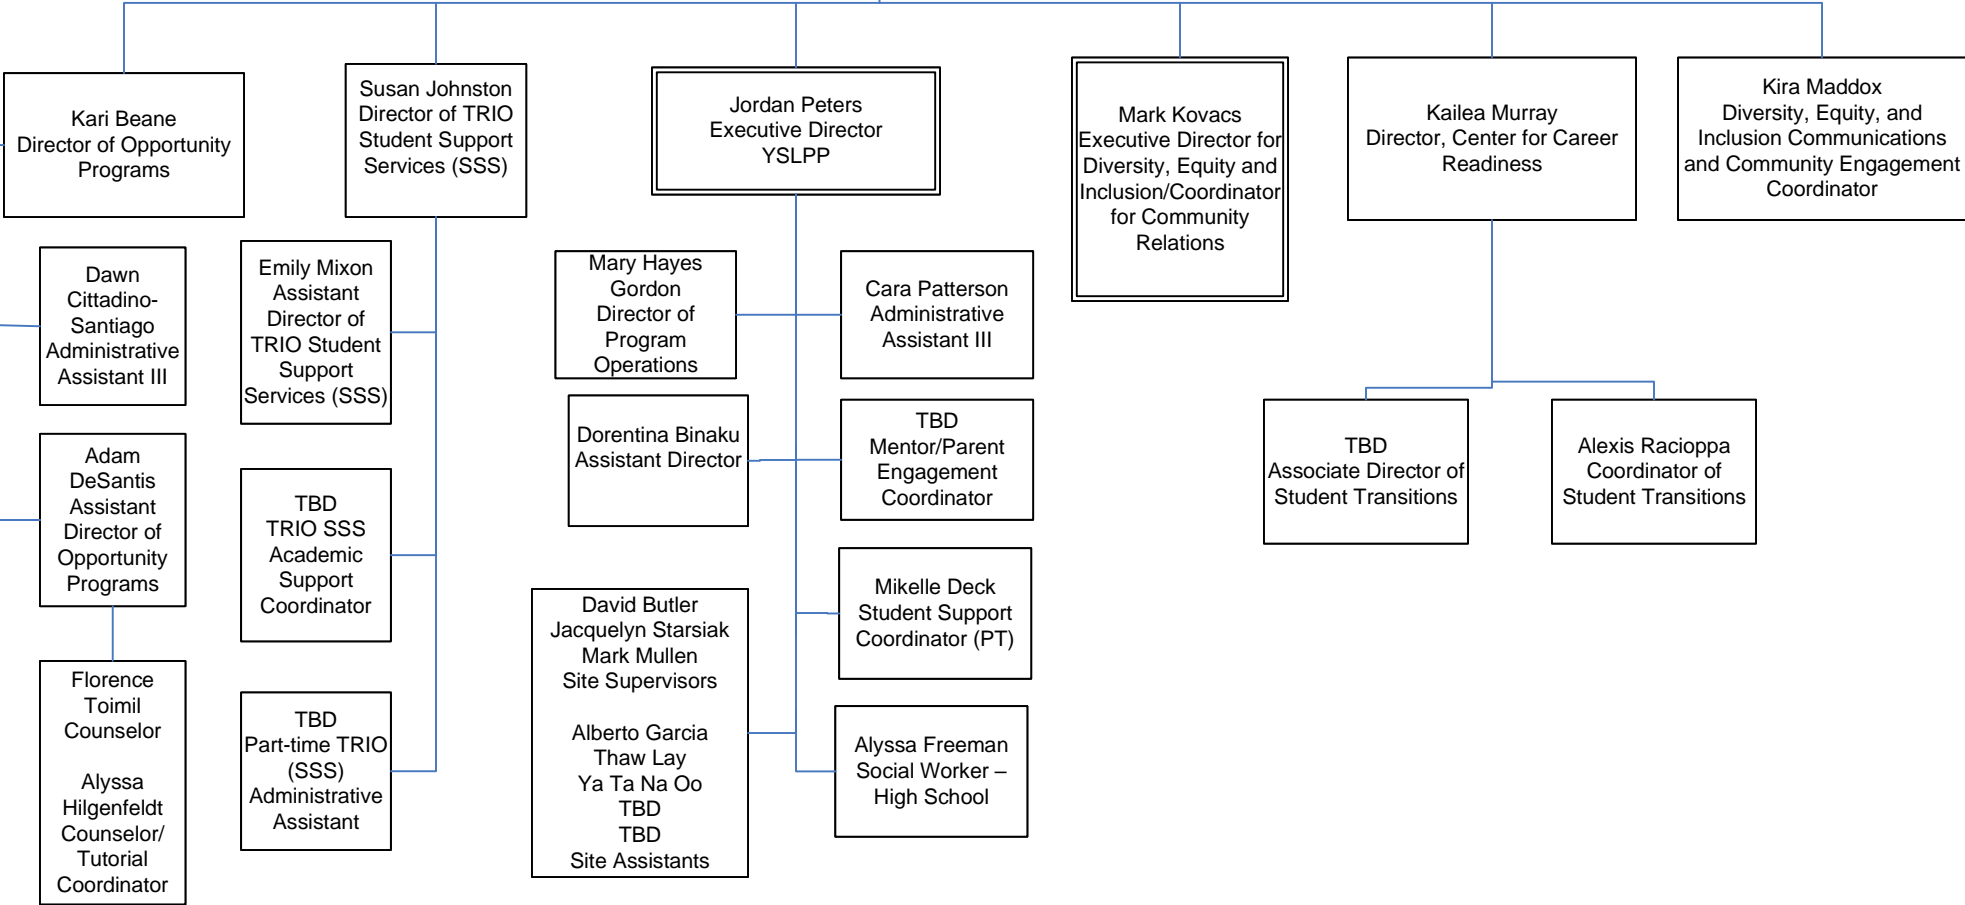 Kari Beane
Director of Opportunity
Programs
Susan Johnston
Director of TRIO
Student Support
Services (SSS)
Jordan Peters
Executive Director
YSLPP
Mark Kovacs
Executive Director for
Diversity, Equity and
Inclusion/Coordinator
for Community
Relations
Kailea Murray
Director, Center for Career
Readiness
Kira Maddox
Diversity, Equity, and
Inclusion Communications
and Community Engagement
Coordinator
Dawn
Cittadino-
Santiago
Administrative
Assistant III
Adam
DeSantis
Assistant
Director of
Opportunity
Programs
Florence
Toimil
Counselor
Alyssa
Hilgenfeldt
Counselor/
Tutorial
Coordinator
Emily Mixon
Assistant
Director of
TRIO Student
Support
Services (SSS)
TBD
TRIO SSS
Academic
Support
Coordinator
TBD
Part-time TRIO
(SSS)
Administrative
Assistant
Mary Hayes
Gordon
Director of
Program
Operations
Cara Patterson
Administrative
Assistant III
Dorentina Binaku
Assistant Director
TBD
Mentor/Parent
Engagement
Coordinator
Mikelle Deck
Student Support
Coordinator (PT)
David Butler
Jacquelyn Starsiak
Mark Mullen
Site Supervisors
Alberto Garcia
Thaw Lay
Ya Ta Na Oo
TBD
TBD
Site Assistants
Alyssa Freeman
Social Worker –
High School
TBD
Associate Director of
Student Transitions
Alexis Racioppa
Coordinator of
Student Transitions